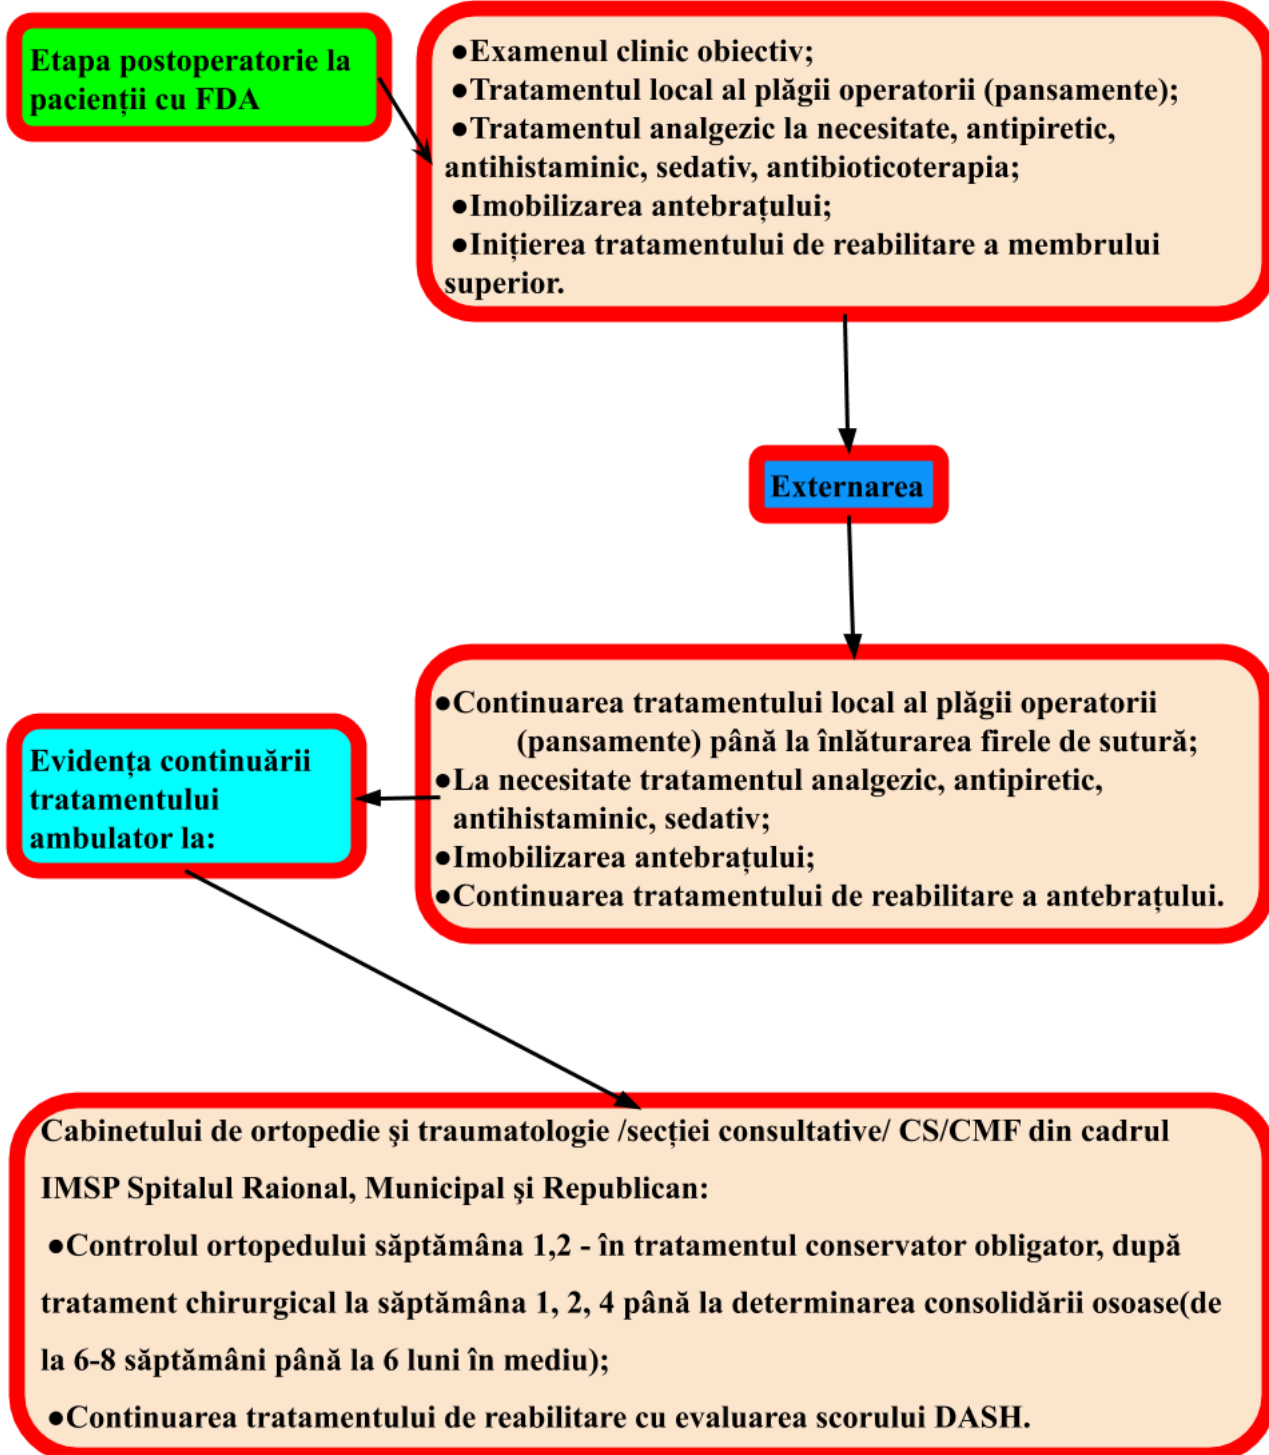 Etapa postoperatorie la
pacienții cu FDA
●Examenul clinic obiectiv;
●Tratamentul local al plăgii operatorii (pansamente);
●Tratamentul analgezic la necesitate, antipiretic,
antihistaminic, sedativ, antibioticoterapia;
●Imobilizarea antebrațului;
●Inițierea tratamentului de reabilitare a membrului
superior.
Externarea
●Continuarea tratamentului local al plăgii operatorii
(pansamente) până la înlăturarea firele de sutură;
●La necesitate tratamentul analgezic, antipiretic,
antihistaminic, sedativ;
●Imobilizarea antebrațului;
●Continuarea tratamentului de reabilitare a antebrațului.
Evidența continuării
tratamentului
ambulator la:
Cabinetului de ortopedie şi traumatologie /secției consultative/ CS/CMF din cadrul
IMSP Spitalul Raional, Municipal şi Republican:
●Controlul ortopedului săptămâna 1,2 - în tratamentul conservator obligator, după
tratament chirurgical la săptămâna 1, 2, 4 până la determinarea consolidării osoase(de
la 6-8 săptămâni până la 6 luni în mediu);
●Continuarea tratamentului de reabilitare cu evaluarea scorului DASH.